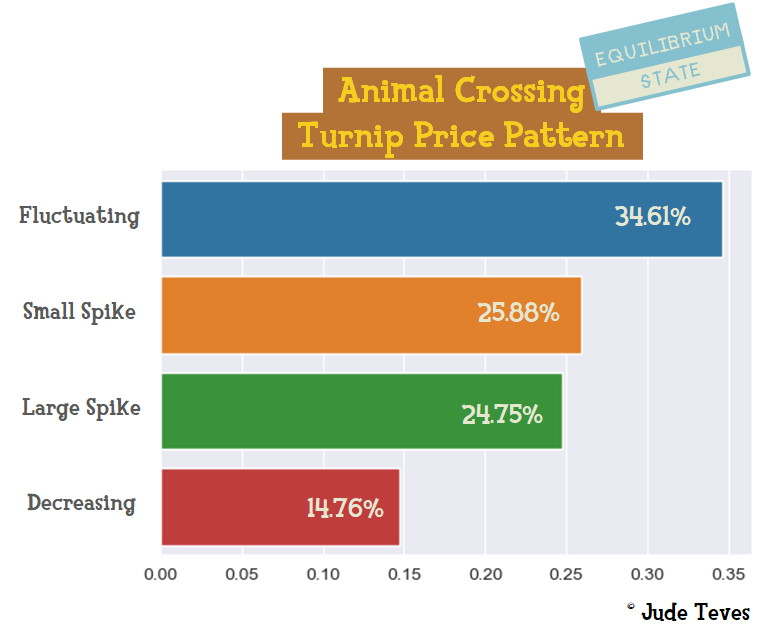 EQUILIBRIUM
STATE
Animal Crossing
Turnip Price Pattern
Fluctuating
34.61%
Small Spike
25.88%
Large Spike
24.75%
Decreasing
14.76%
0.00 0.05 0.10 0.15 0.20 0.25 0.30 0.35
© Jude Teves